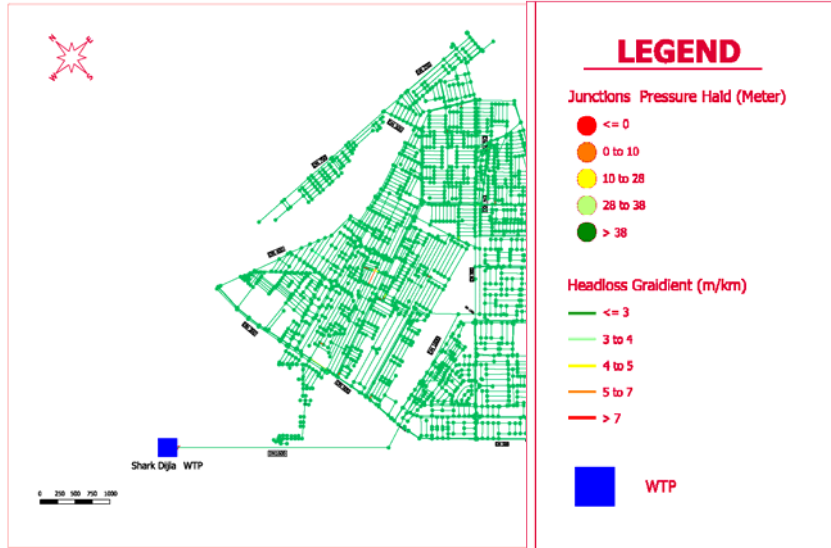 N
E
W
S
LEGEND
Junctions Pressure Haid (Meter)
<= 0
0 to 10
10 to 28
28 to 38
> 38
Headloss Graidient (m/km)
<= 3
3 to 4
4 to 5
5 to 7
> 7
WTP
Shark Dijla WTP
0 250 500 750 1000